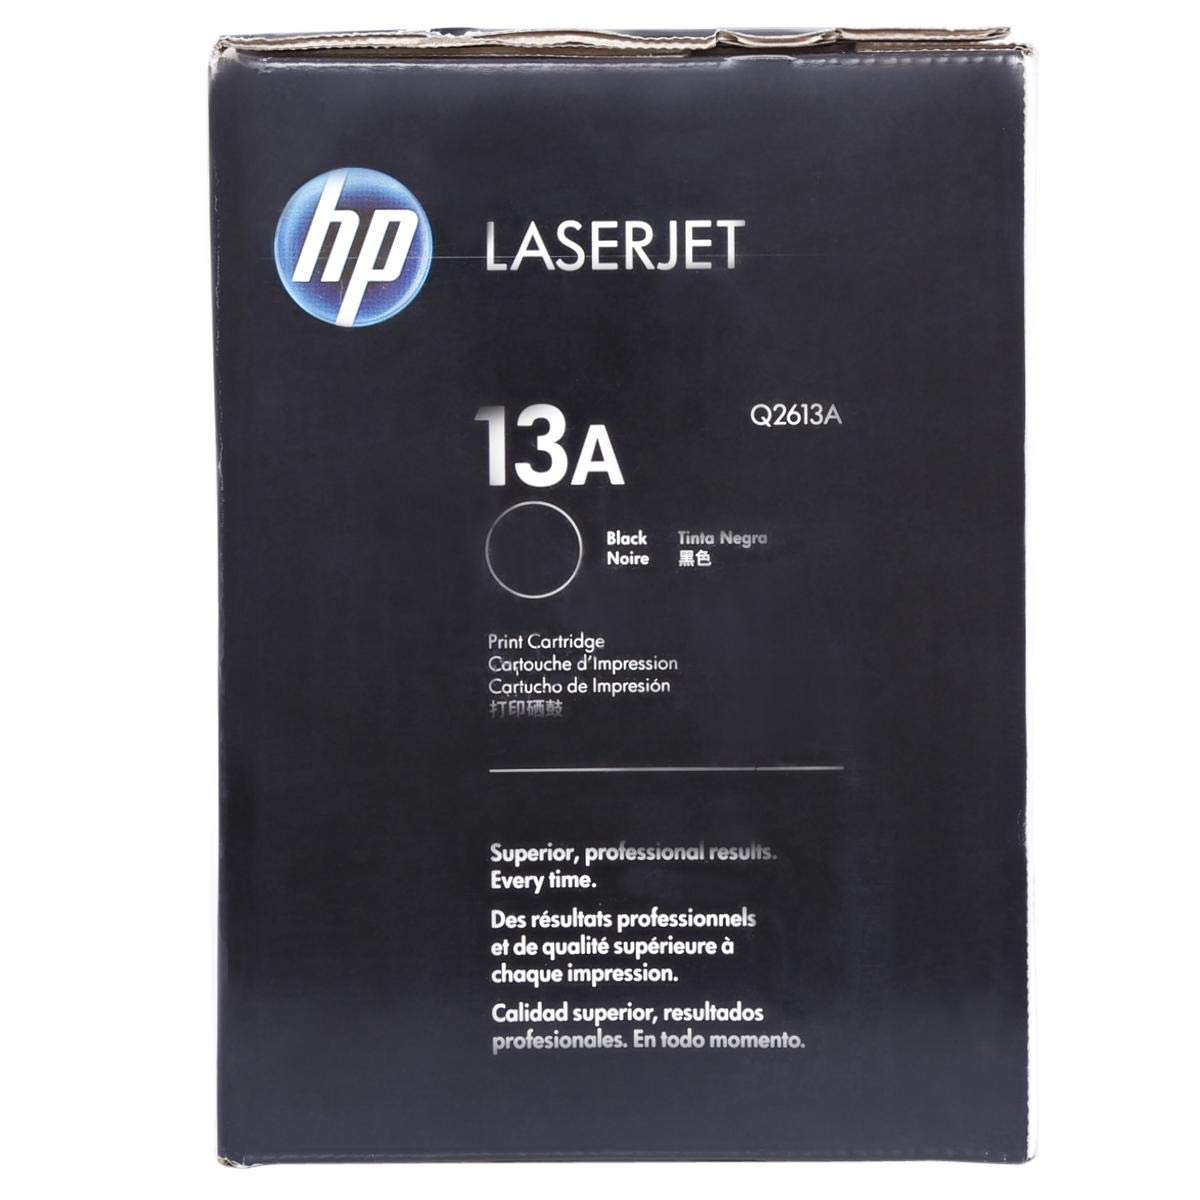 hp LASERJET
13A
Q2613A
Black Tinta Negra
Noire 黑色
Print Cartridge
Cartouche d'Impression
Cartucho de Impresión
打印硒鼓
Superior, professional results.
Every time.
Des résultats professionnels
et de qualité supérieure à
chaque impression.
Calidad superior, resultados
profesionales. En todo momento.